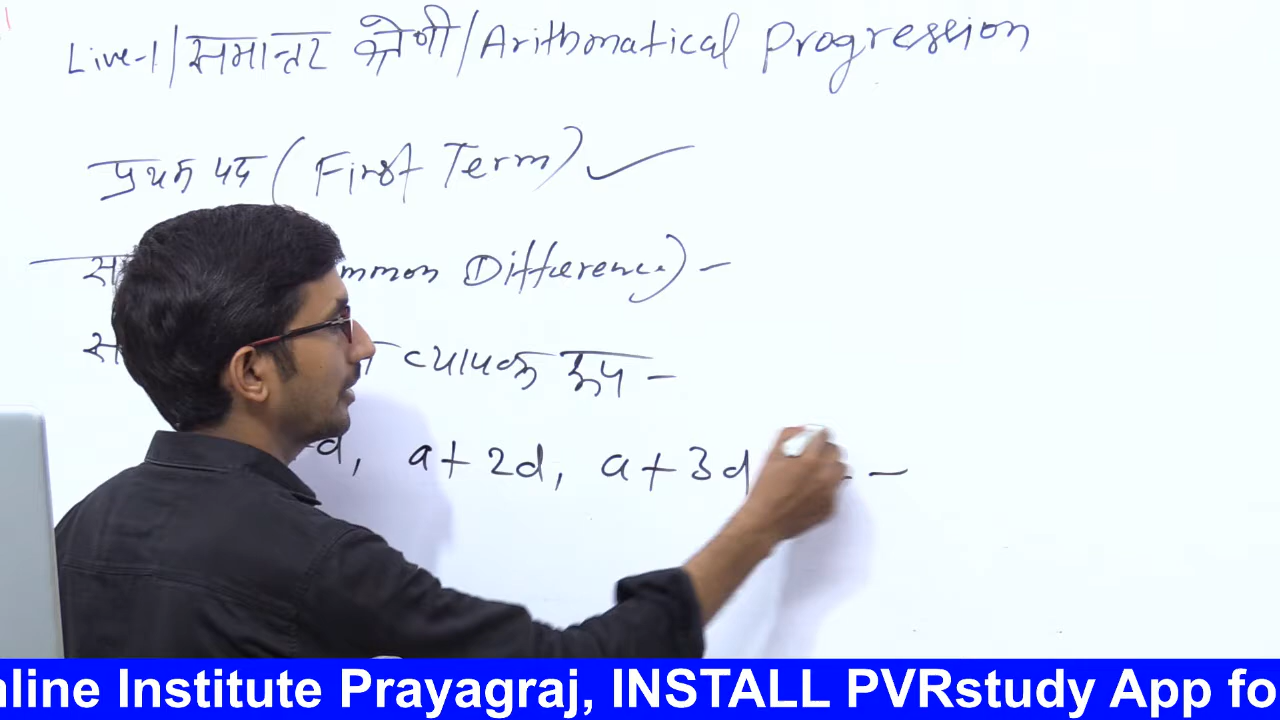 Live-1/समान्तर श्रेणी/Arithmatical Progression
प्रथम पद (First Term) ✓
mmon Difference) -
व्यापक रूप -
d, a+2d, a+3d - -
nline Institute Prayagraj, INSTALL PVRstudy App fo